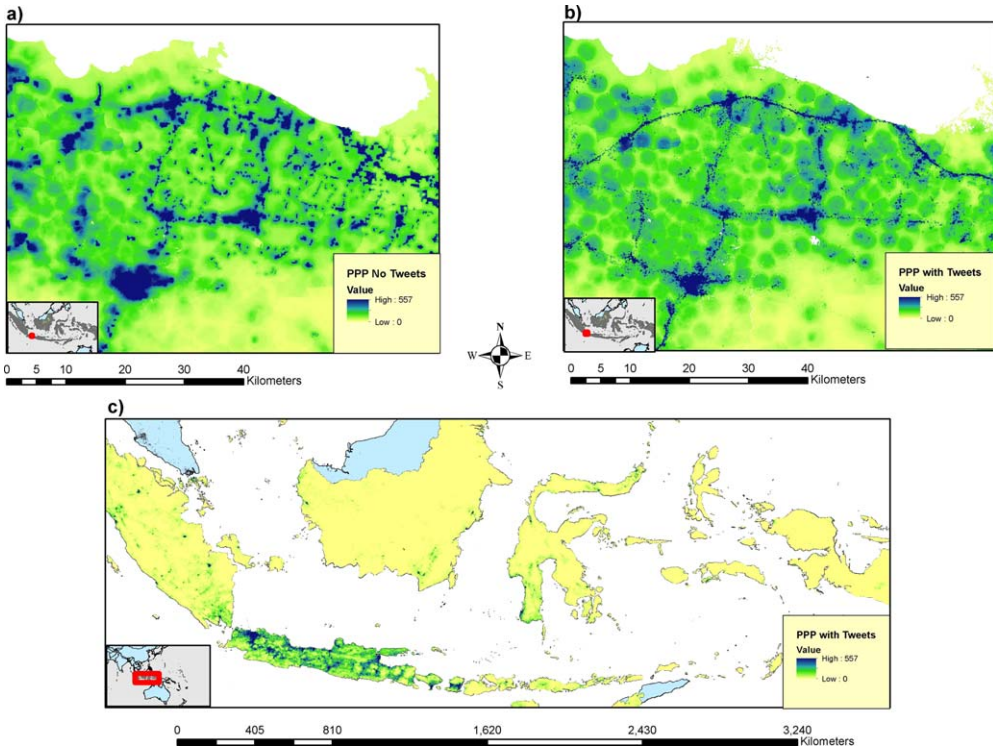 a)
PPP No Tweets
Value
High : 557
Low : 0
0 5 10 20 30 40
Kilometers
b)
PPP with Tweets
Value
High : 557
Low : 0
0 5 10 20 30 40
Kilometers
N
W E
S
c)
PPP with Tweets
Value
High : 557
Low : 0
0 405 810 1,620 2,430 3,240
Kilometers